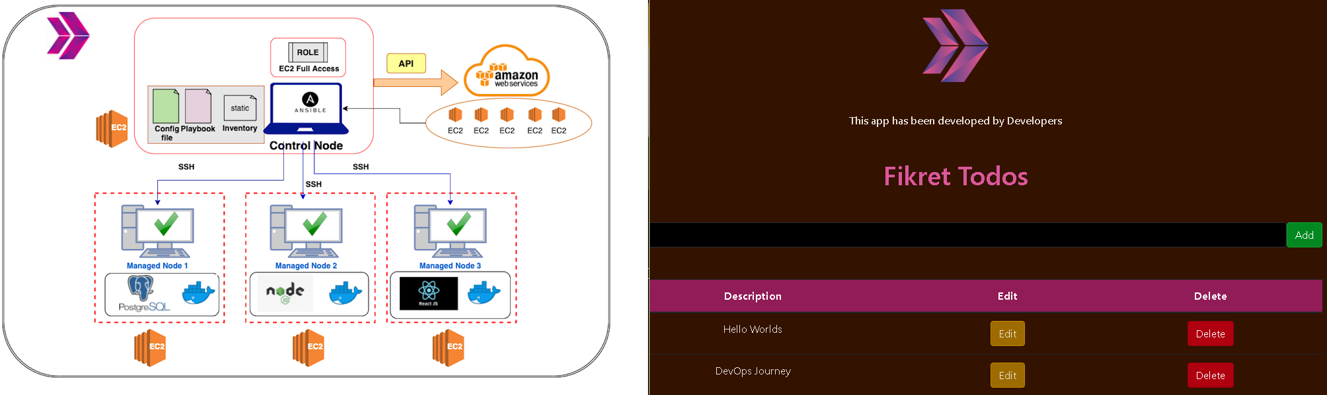 ROLE
EC2 Full Access
API
amazon
web services
EC2
EC2
EC2
EC2
EC2
EC2
Config
file
Playbook
static
Inventory
ANSIBLE
Control Node
SSH
SSH
SSH
Managed Node 1
Managed Node 2
Managed Node 3
PostgreSQL
node
JS
React JS
EC2
EC2
EC2
This app has been developed by Developers
Fikret Todos
Add
Description Edit Delete
Hello Worlds Edit Delete
DevOps Journey Edit Delete